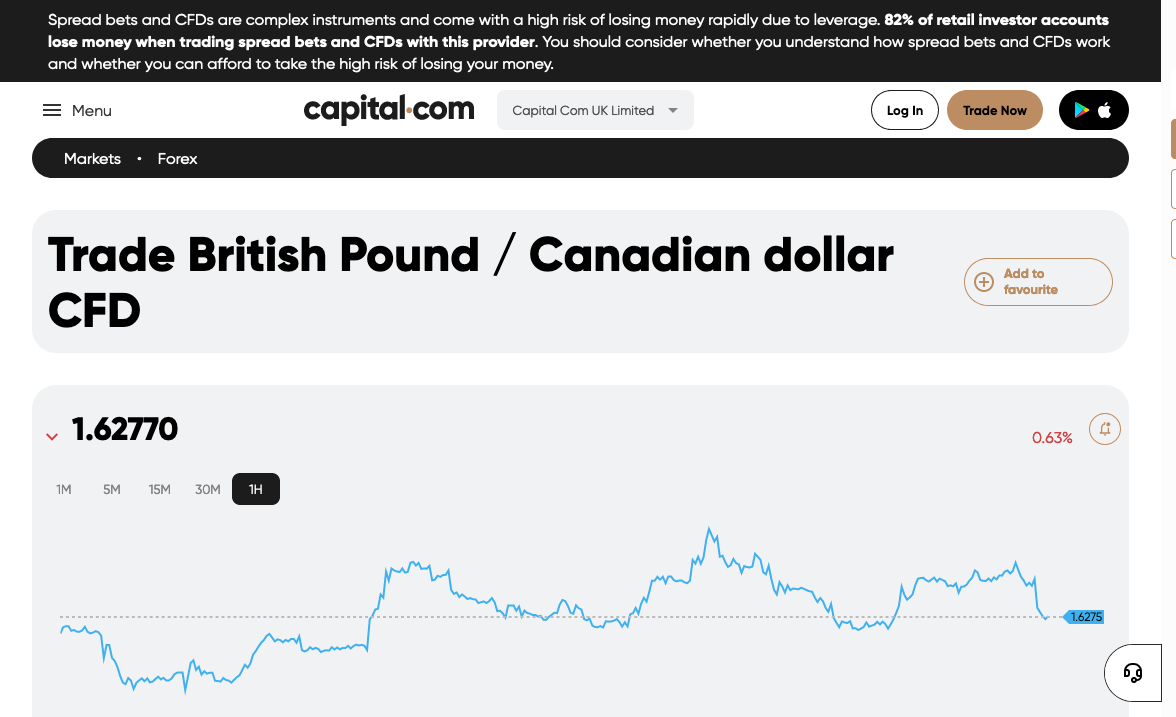 Spread bets and CFDs are complex instruments and come with a high risk of losing money rapidly due to leverage. 82% of retail investor accounts
lose money when trading spread bets and CFDs with this provider. You should consider whether you understand how spread bets and CFDs work
and whether you can afford to take the high risk of losing your money.
Menu
capital.com
Capital Com UK Limited
Log In
Trade Now
Markets • Forex
Trade British Pound / Canadian dollar
CFD
Add to
favourite
1.62770
0.63%
1M 5M 15M 30M 1H
1.6275